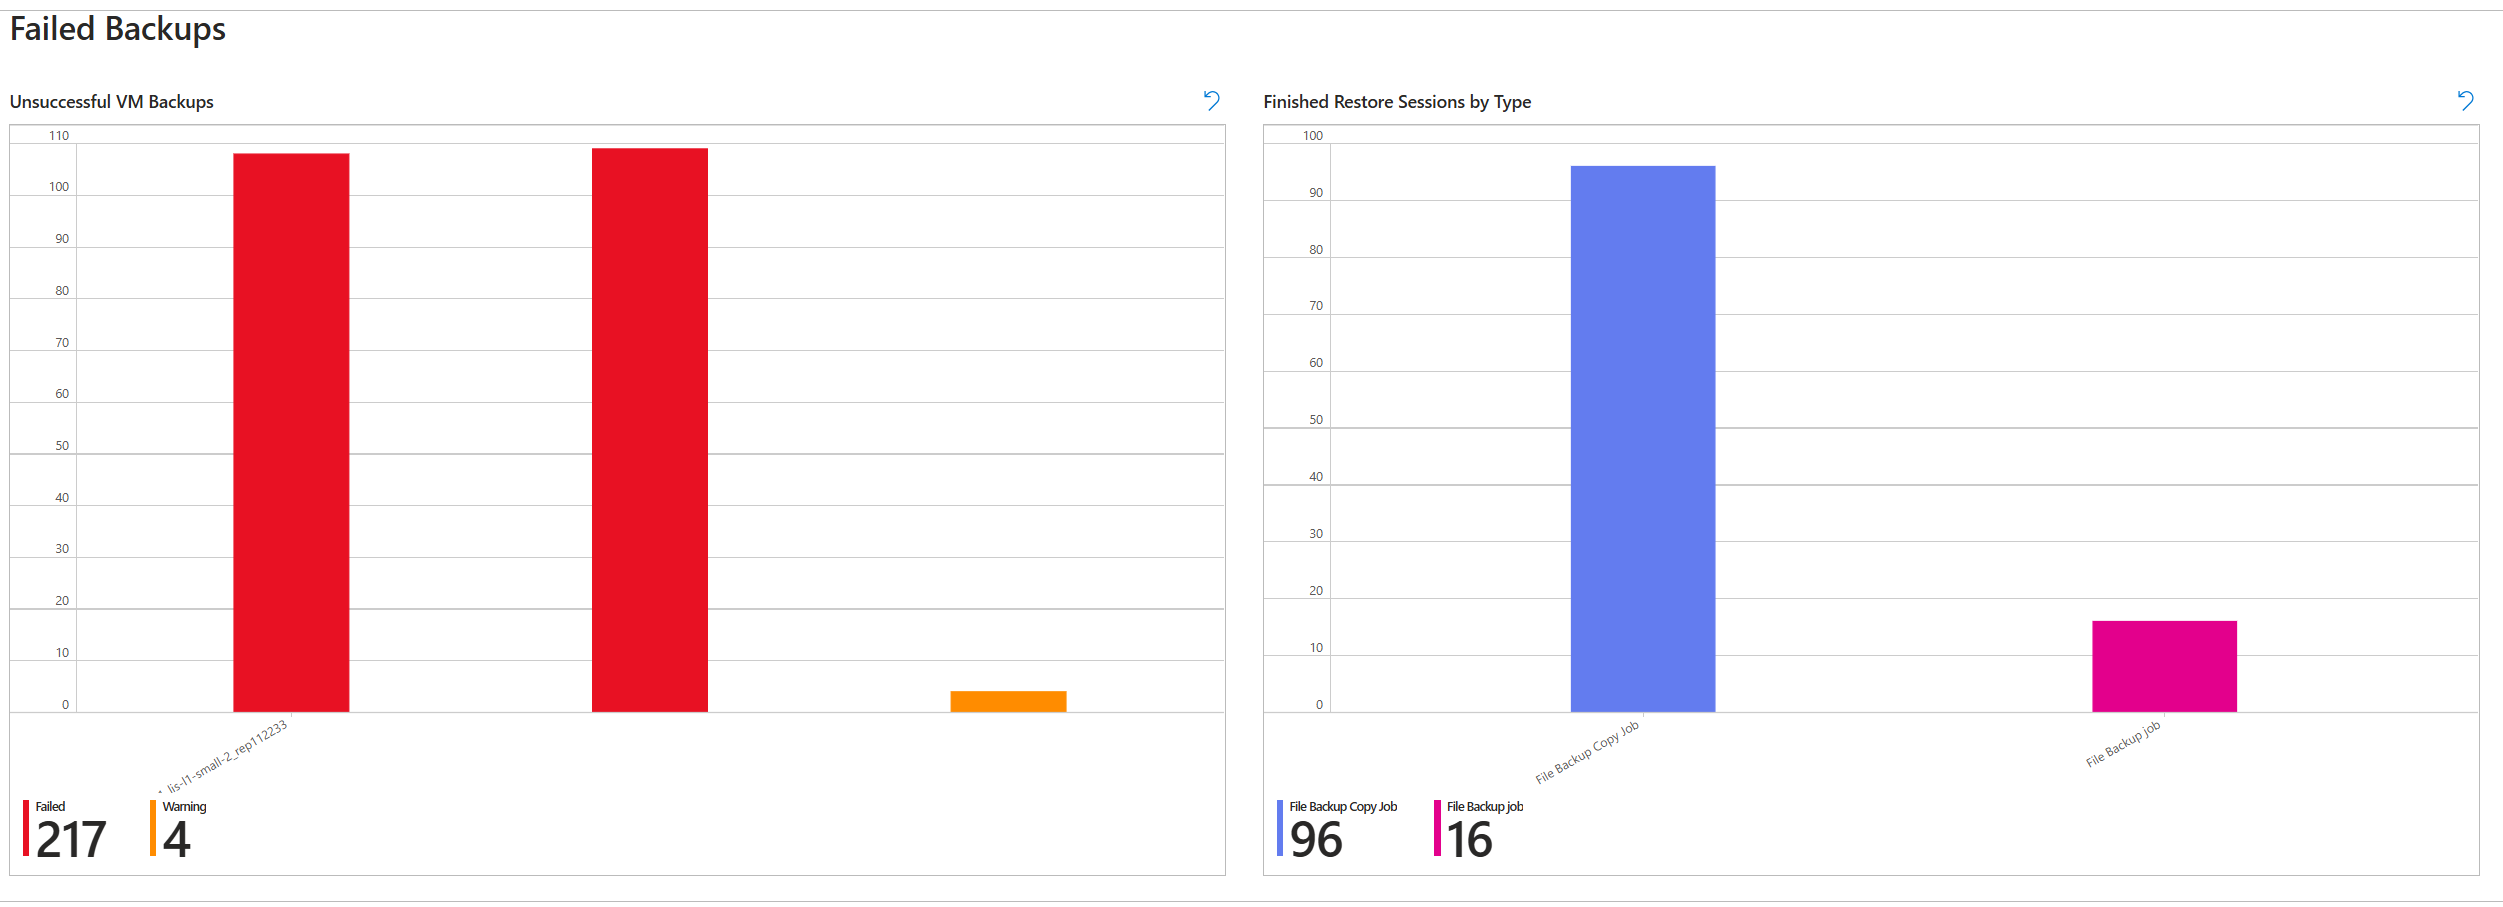 Failed Backups
Unsuccessful VM Backups
110
100
90
80
70
60
50
40
30
20
10
0
lis-l1-small-2_rep112233
Failed
217
Warning
4
Finished Restore Sessions by Type
100
90
80
70
60
50
40
30
20
10
0
File Backup Copy Job
File Backup job
File Backup Copy Job
96
File Backup job
16